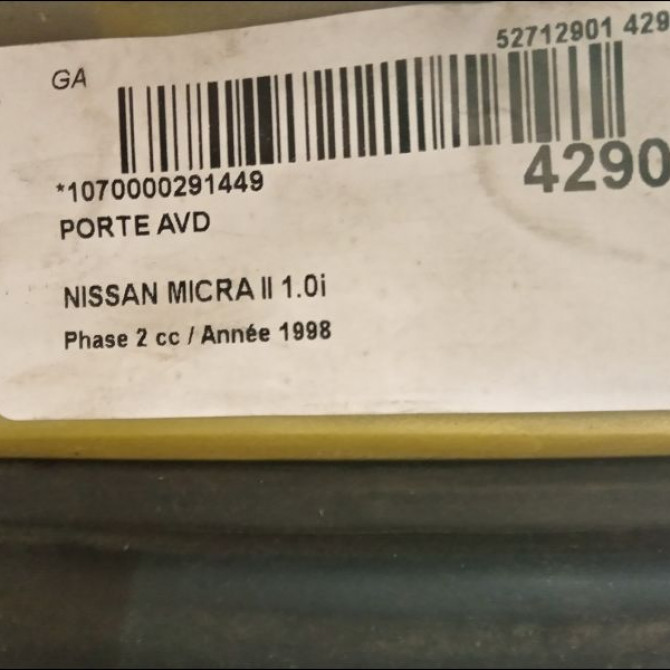 GA 52712901 429
*1070000291449 4290
PORTE AVD
NISSAN MICRA II 1.0i
Phase 2 cc / Année 1998